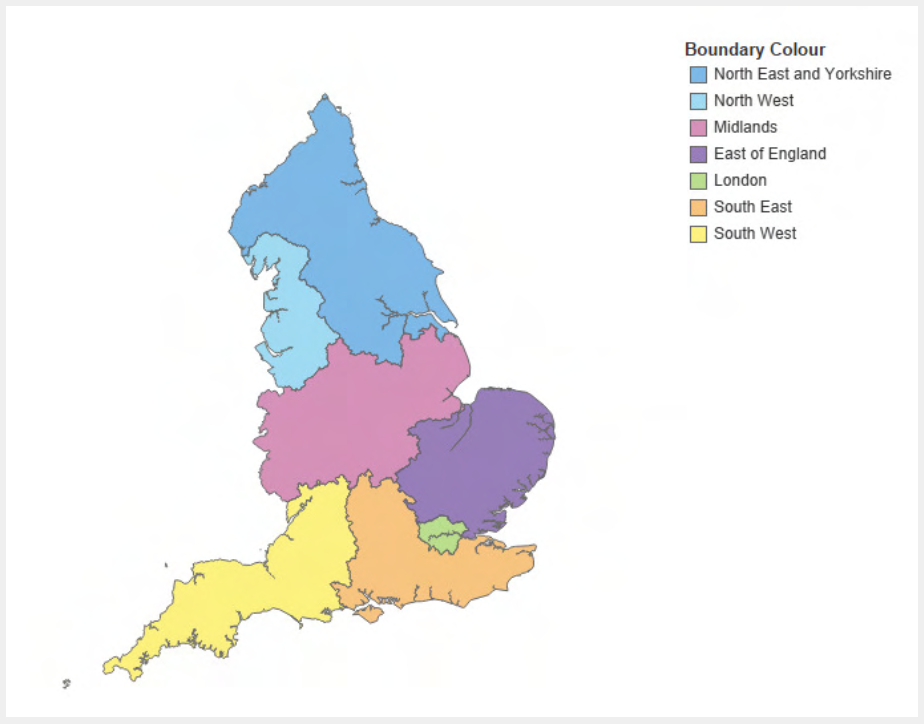 Boundary Colour
North East and Yorkshire
North West
Midlands
East of England
London
South East
South West